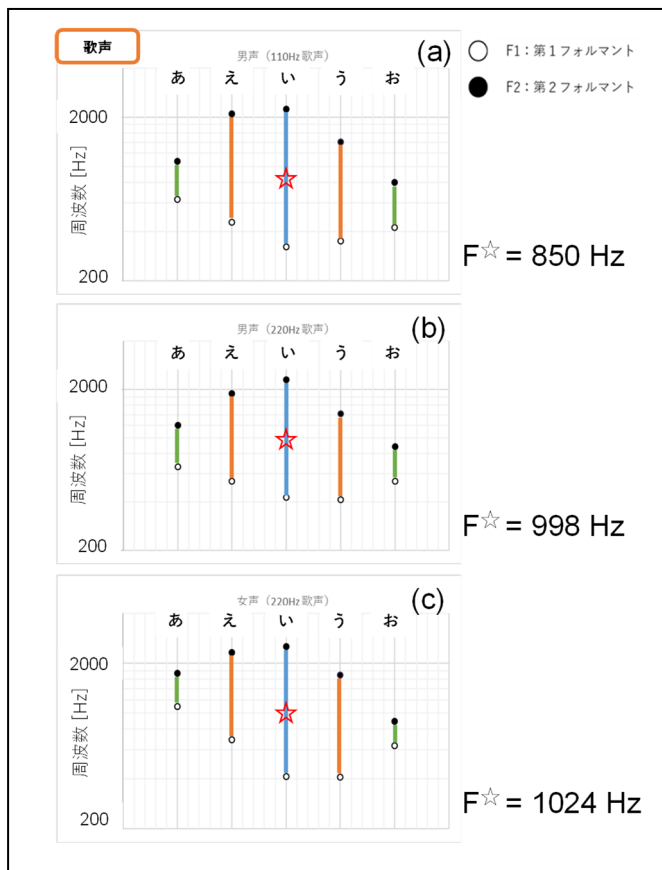 歌声
男声（110Hz歌声）
(a)
あ え い う お
2000
周波数 [Hz]
200
○ F1：第1フォルマント
● F2：第2フォルマント
F☆ = 850 Hz
男声（220Hz歌声）
(b)
あ え い う お
2000
周波数 [Hz]
200
F☆ = 998 Hz
女声（220Hz歌声）
(c)
あ え い う お
2000
周波数 [Hz]
200
F☆ = 1024 Hz